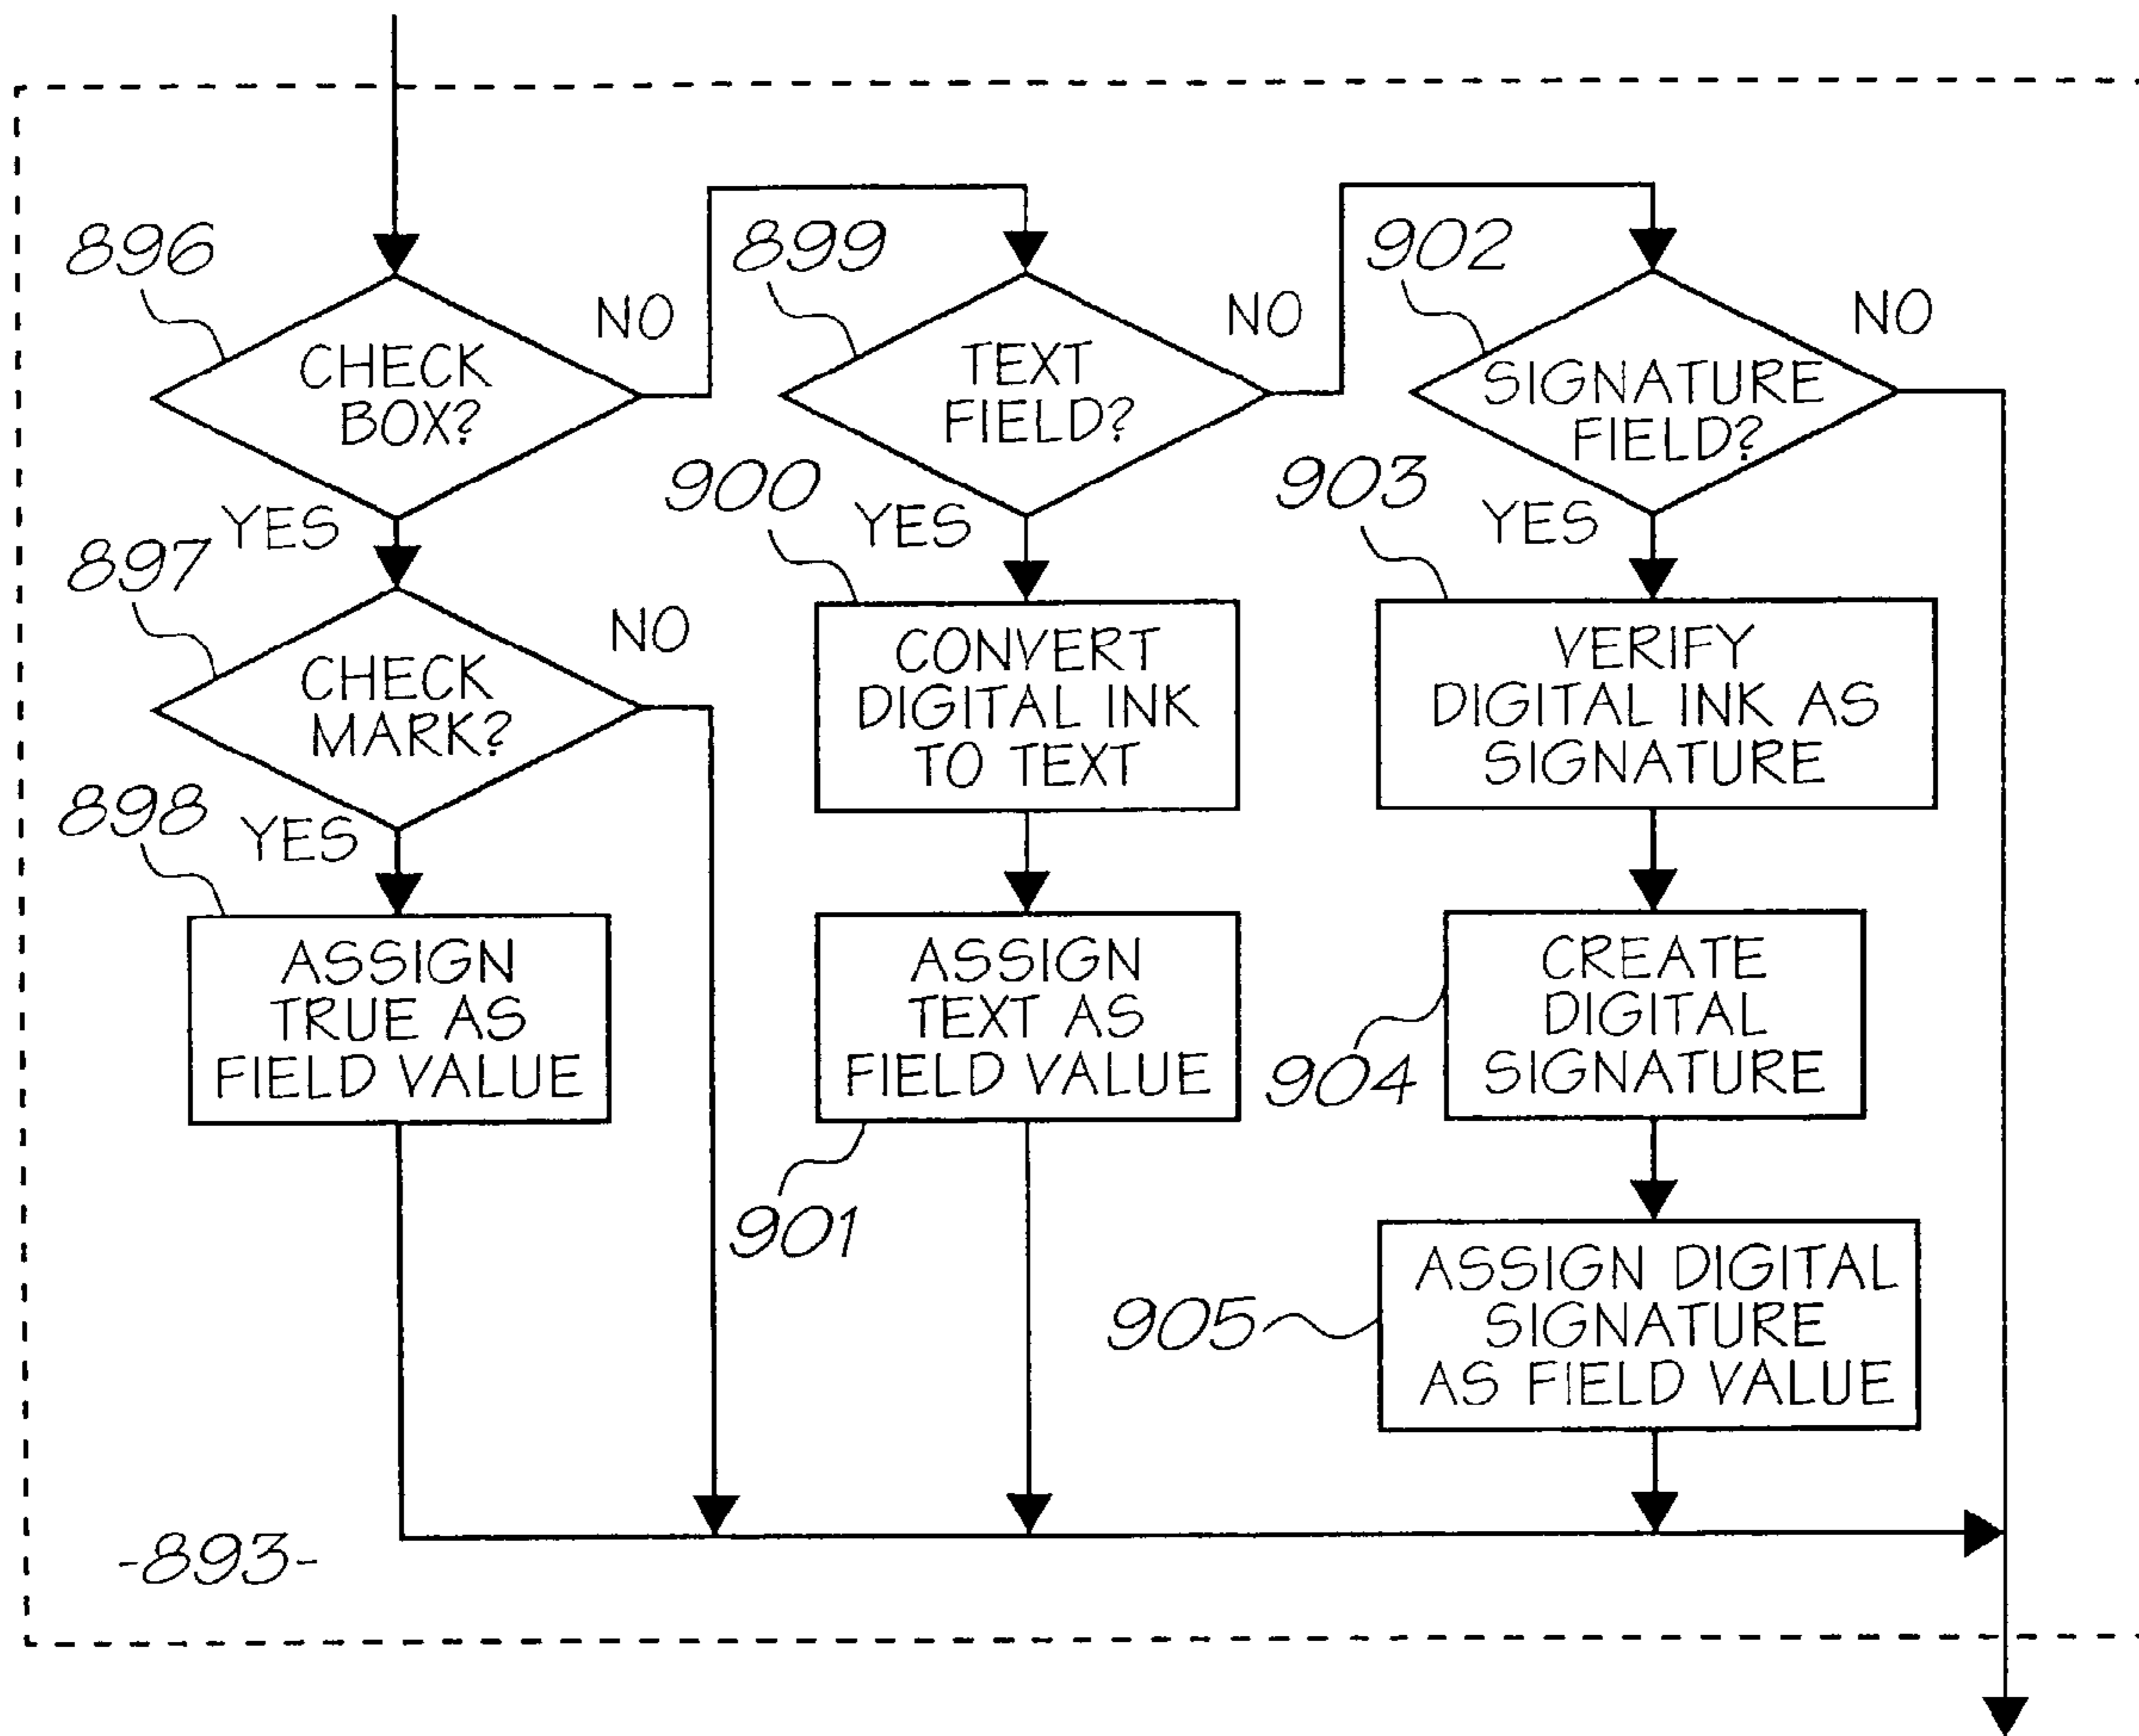 896
CHECK
BOX?
NO
YES
897
CHECK
MARK?
NO
YES
898
ASSIGN
TRUE AS
FIELD VALUE
899
TEXT
FIELD?
NO
YES
900
CONVERT
DIGITAL INK
TO TEXT
ASSIGN
TEXT AS
FIELD VALUE
901
902
SIGNATURE
FIELD?
NO
YES
903
VERIFY
DIGITAL INK AS
SIGNATURE
CREATE
DIGITAL
SIGNATURE
904
ASSIGN DIGITAL
SIGNATURE
AS FIELD VALUE
905
-893-